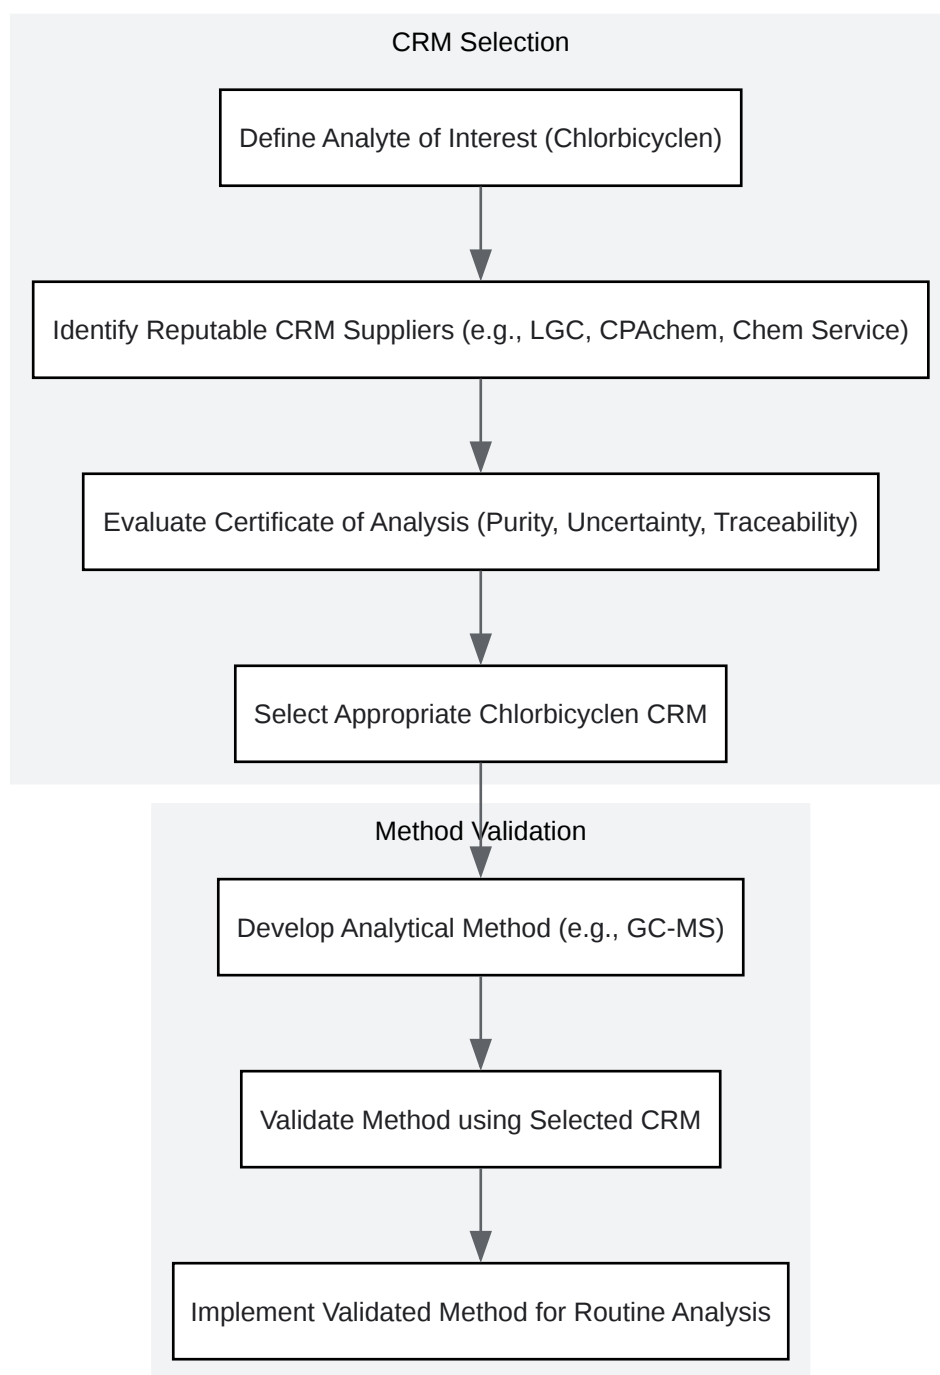 CRM Selection
Define Analyte of Interest (Chlorbicyclen)
Identify Reputable CRM Suppliers (e.g., LGC, CPAchem, Chem Service)
Evaluate Certificate of Analysis (Purity, Uncertainty, Traceability)
Select Appropriate Chlorbicyclen CRM
Method Validation
Develop Analytical Method (e.g., GC-MS)
Validate Method using Selected CRM
Implement Validated Method for Routine Analysis